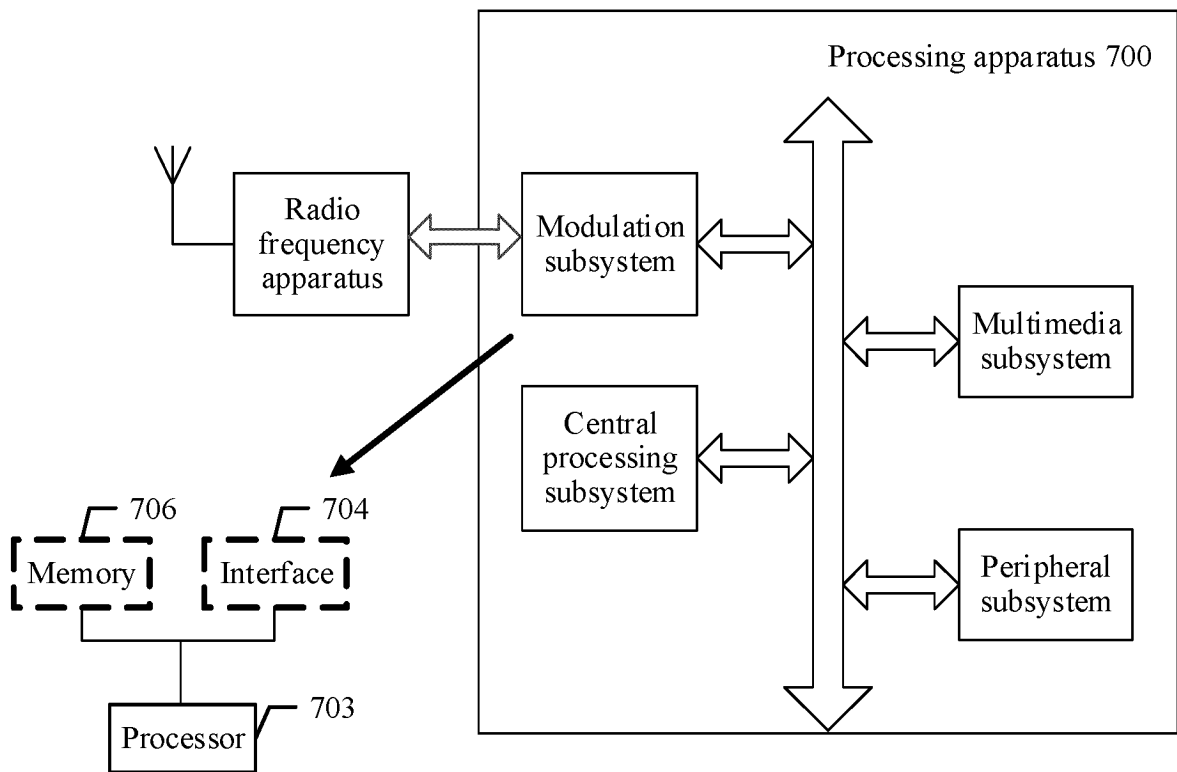 Processing apparatus 700
Radio
frequency
apparatus
Modulation
subsystem
Multimedia
subsystem
Central
processing
subsystem
706
704
Memory
Interface
Peripheral
subsystem
703
Processor